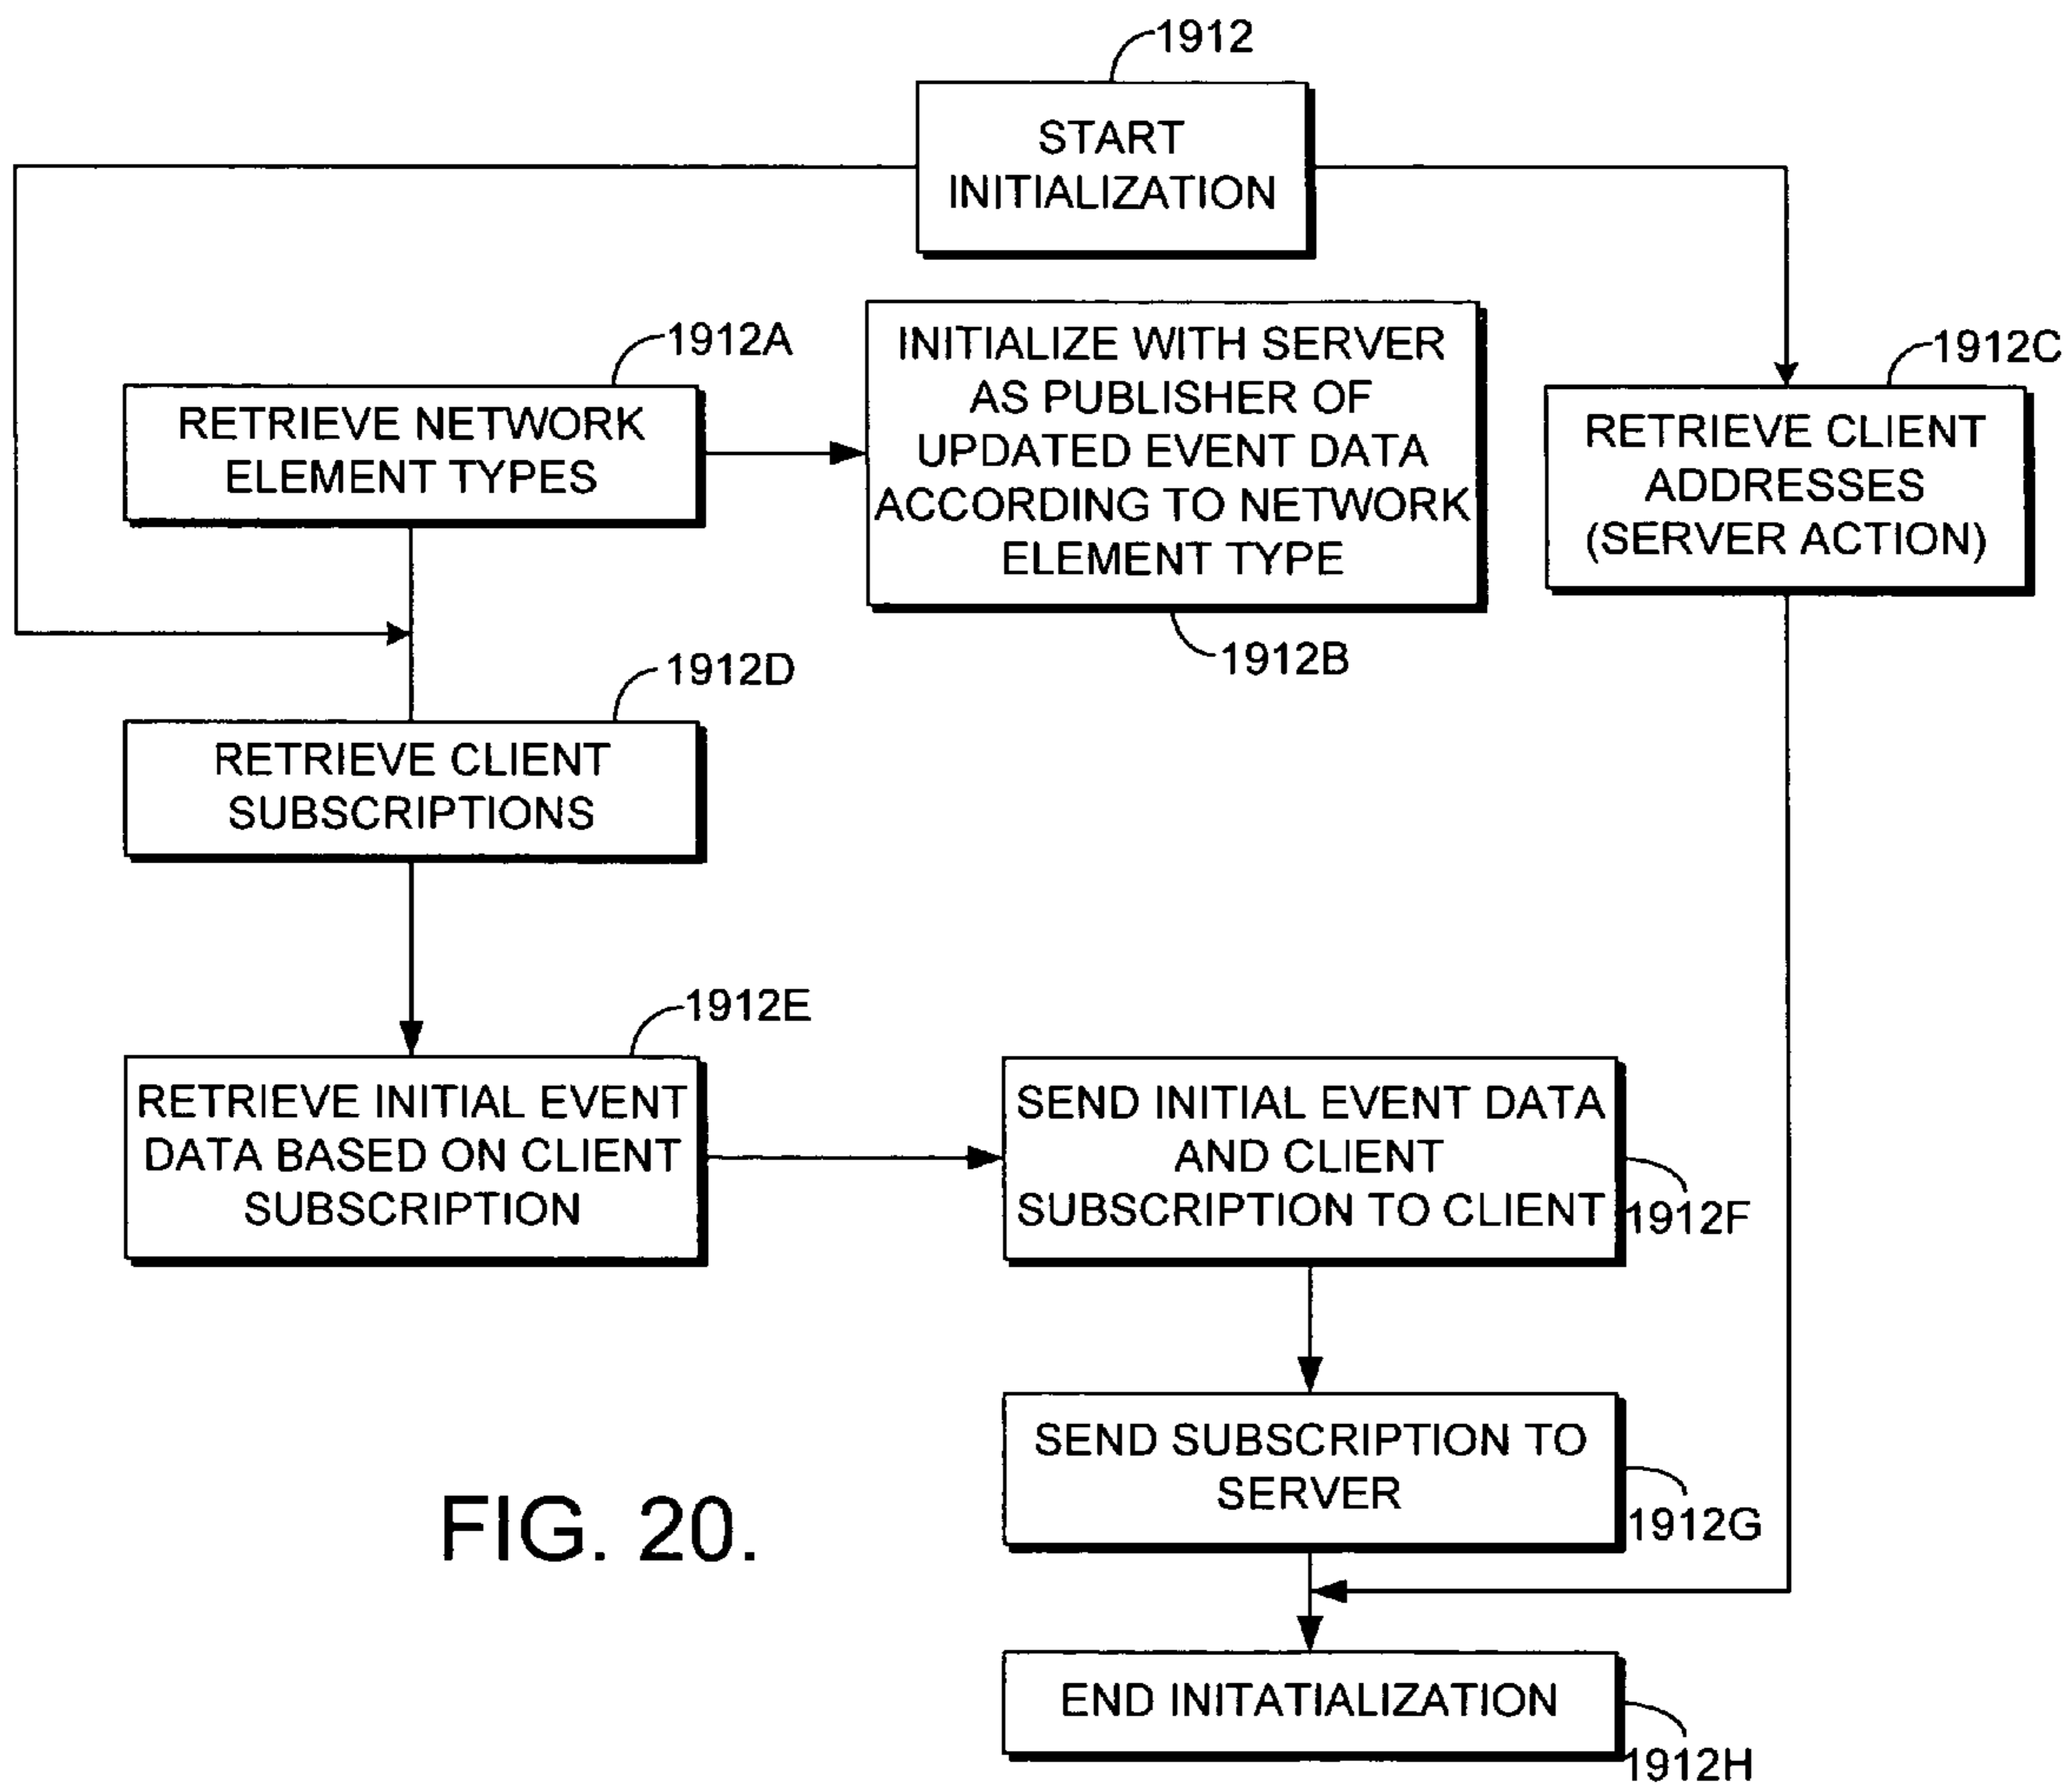 1912
START
INITIALIZATION
1912A
RETRIEVE NETWORK
ELEMENT TYPES
INITIALIZE WITH SERVER
AS PUBLISHER OF
UPDATED EVENT DATA
ACCORDING TO NETWORK
ELEMENT TYPE
1912B
1912C
RETRIEVE CLIENT
ADDRESSES
(SERVER ACTION)
1912D
RETRIEVE CLIENT
SUBSCRIPTIONS
1912E
RETRIEVE INITIAL EVENT
DATA BASED ON CLIENT
SUBSCRIPTION
SEND INITIAL EVENT DATA
AND CLIENT
SUBSCRIPTION TO CLIENT
1912F
SEND SUBSCRIPTION TO
SERVER
1912G
END INITATIALIZATION
1912H
FIG. 20.